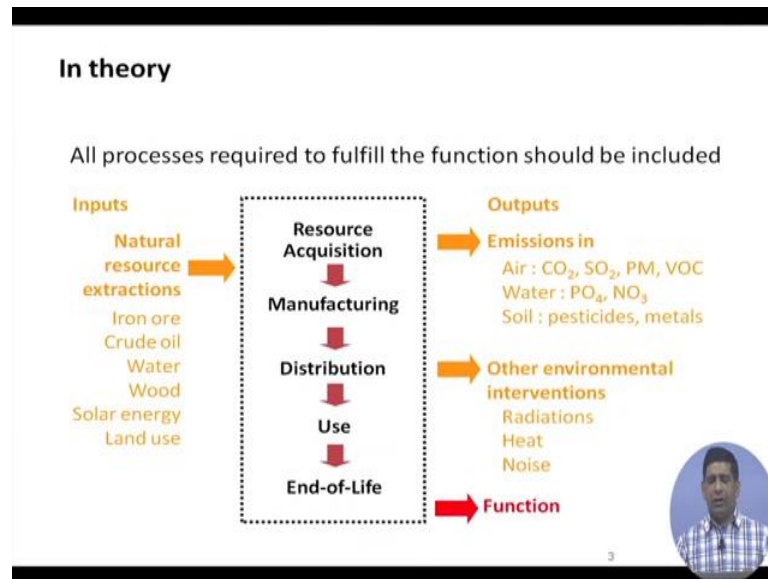 In theory
All processes required to fulfill the function should be included
Inputs
Natural
resource
extractions
Iron ore
Crude oil
Water
Wood
Solar energy
Land use
Resource
Acquisition
Manufacturing
Distribution
Use
End-of-Life
Outputs
Emissions in
Air : CO₂, SO₂, PM, VOC
Water : PO₄, NO₃
Soil : pesticides, metals
Other environmental
interventions
Radiations
Heat
Noise
Function
3